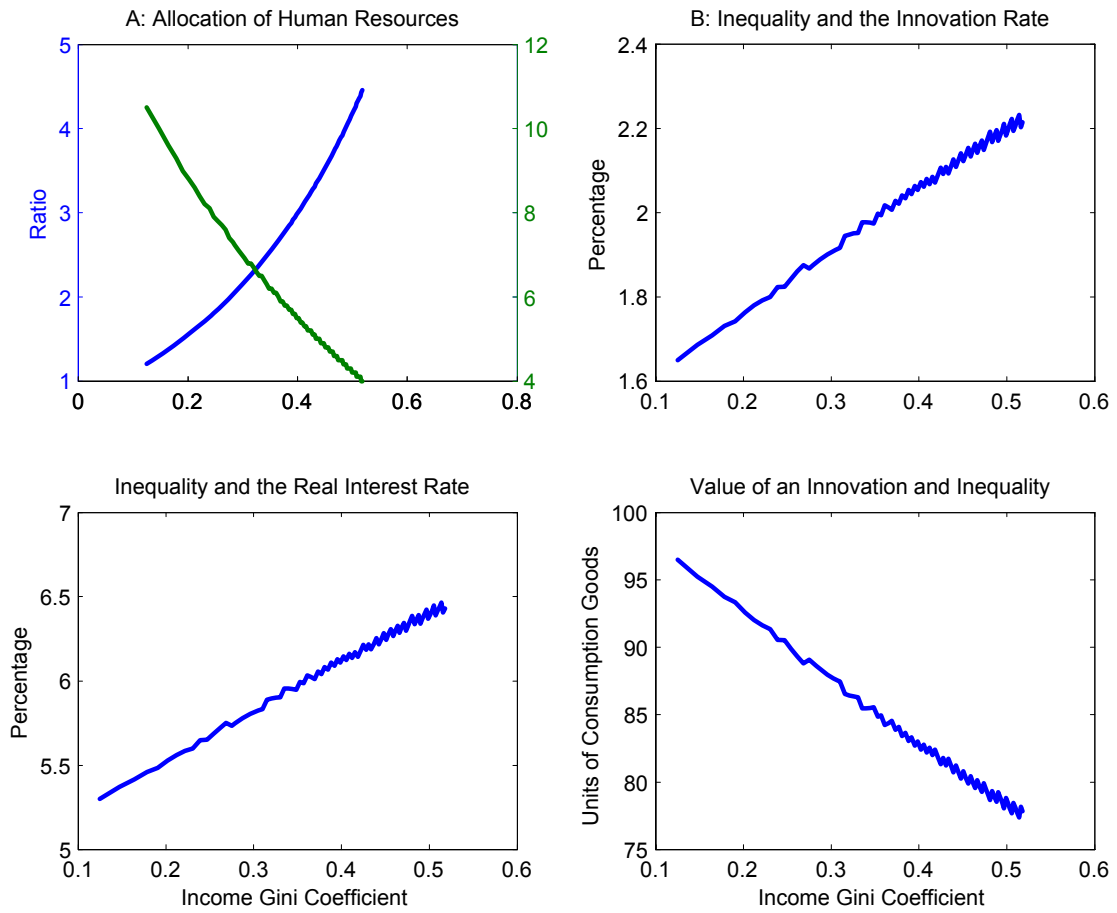 A: Allocation of Human Resources
5
4
3
2
1
Ratio
12
10
8
6
4
0 0.2 0.4 0.6 0.8
B: Inequality and the Innovation Rate
2.4
2.2
2
1.8
1.6
Percentage
0.1 0.2 0.3 0.4 0.5 0.6
Inequality and the Real Interest Rate
7
6.5
6
5.5
5
Percentage
0.1 0.2 0.3 0.4 0.5 0.6
Income Gini Coefficient
Value of an Innovation and Inequality
100
95
90
85
80
75
Units of Consumption Goods
0.1 0.2 0.3 0.4 0.5 0.6
Income Gini Coefficient